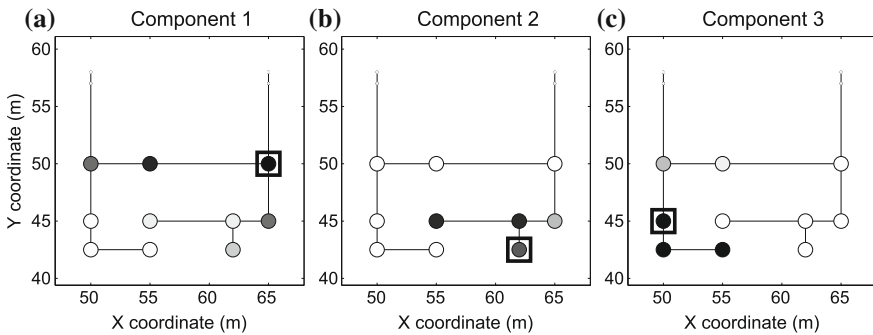 (a) Component 1 (b) Component 2 (c) Component 3
60 60 60
55 55 55
50 50 50
45 45 45
40 40 40
Y coordinate (m)
50 55 60 65 50 55 60 65 50 55 60 65
X coordinate (m) X coordinate (m) X coordinate (m)